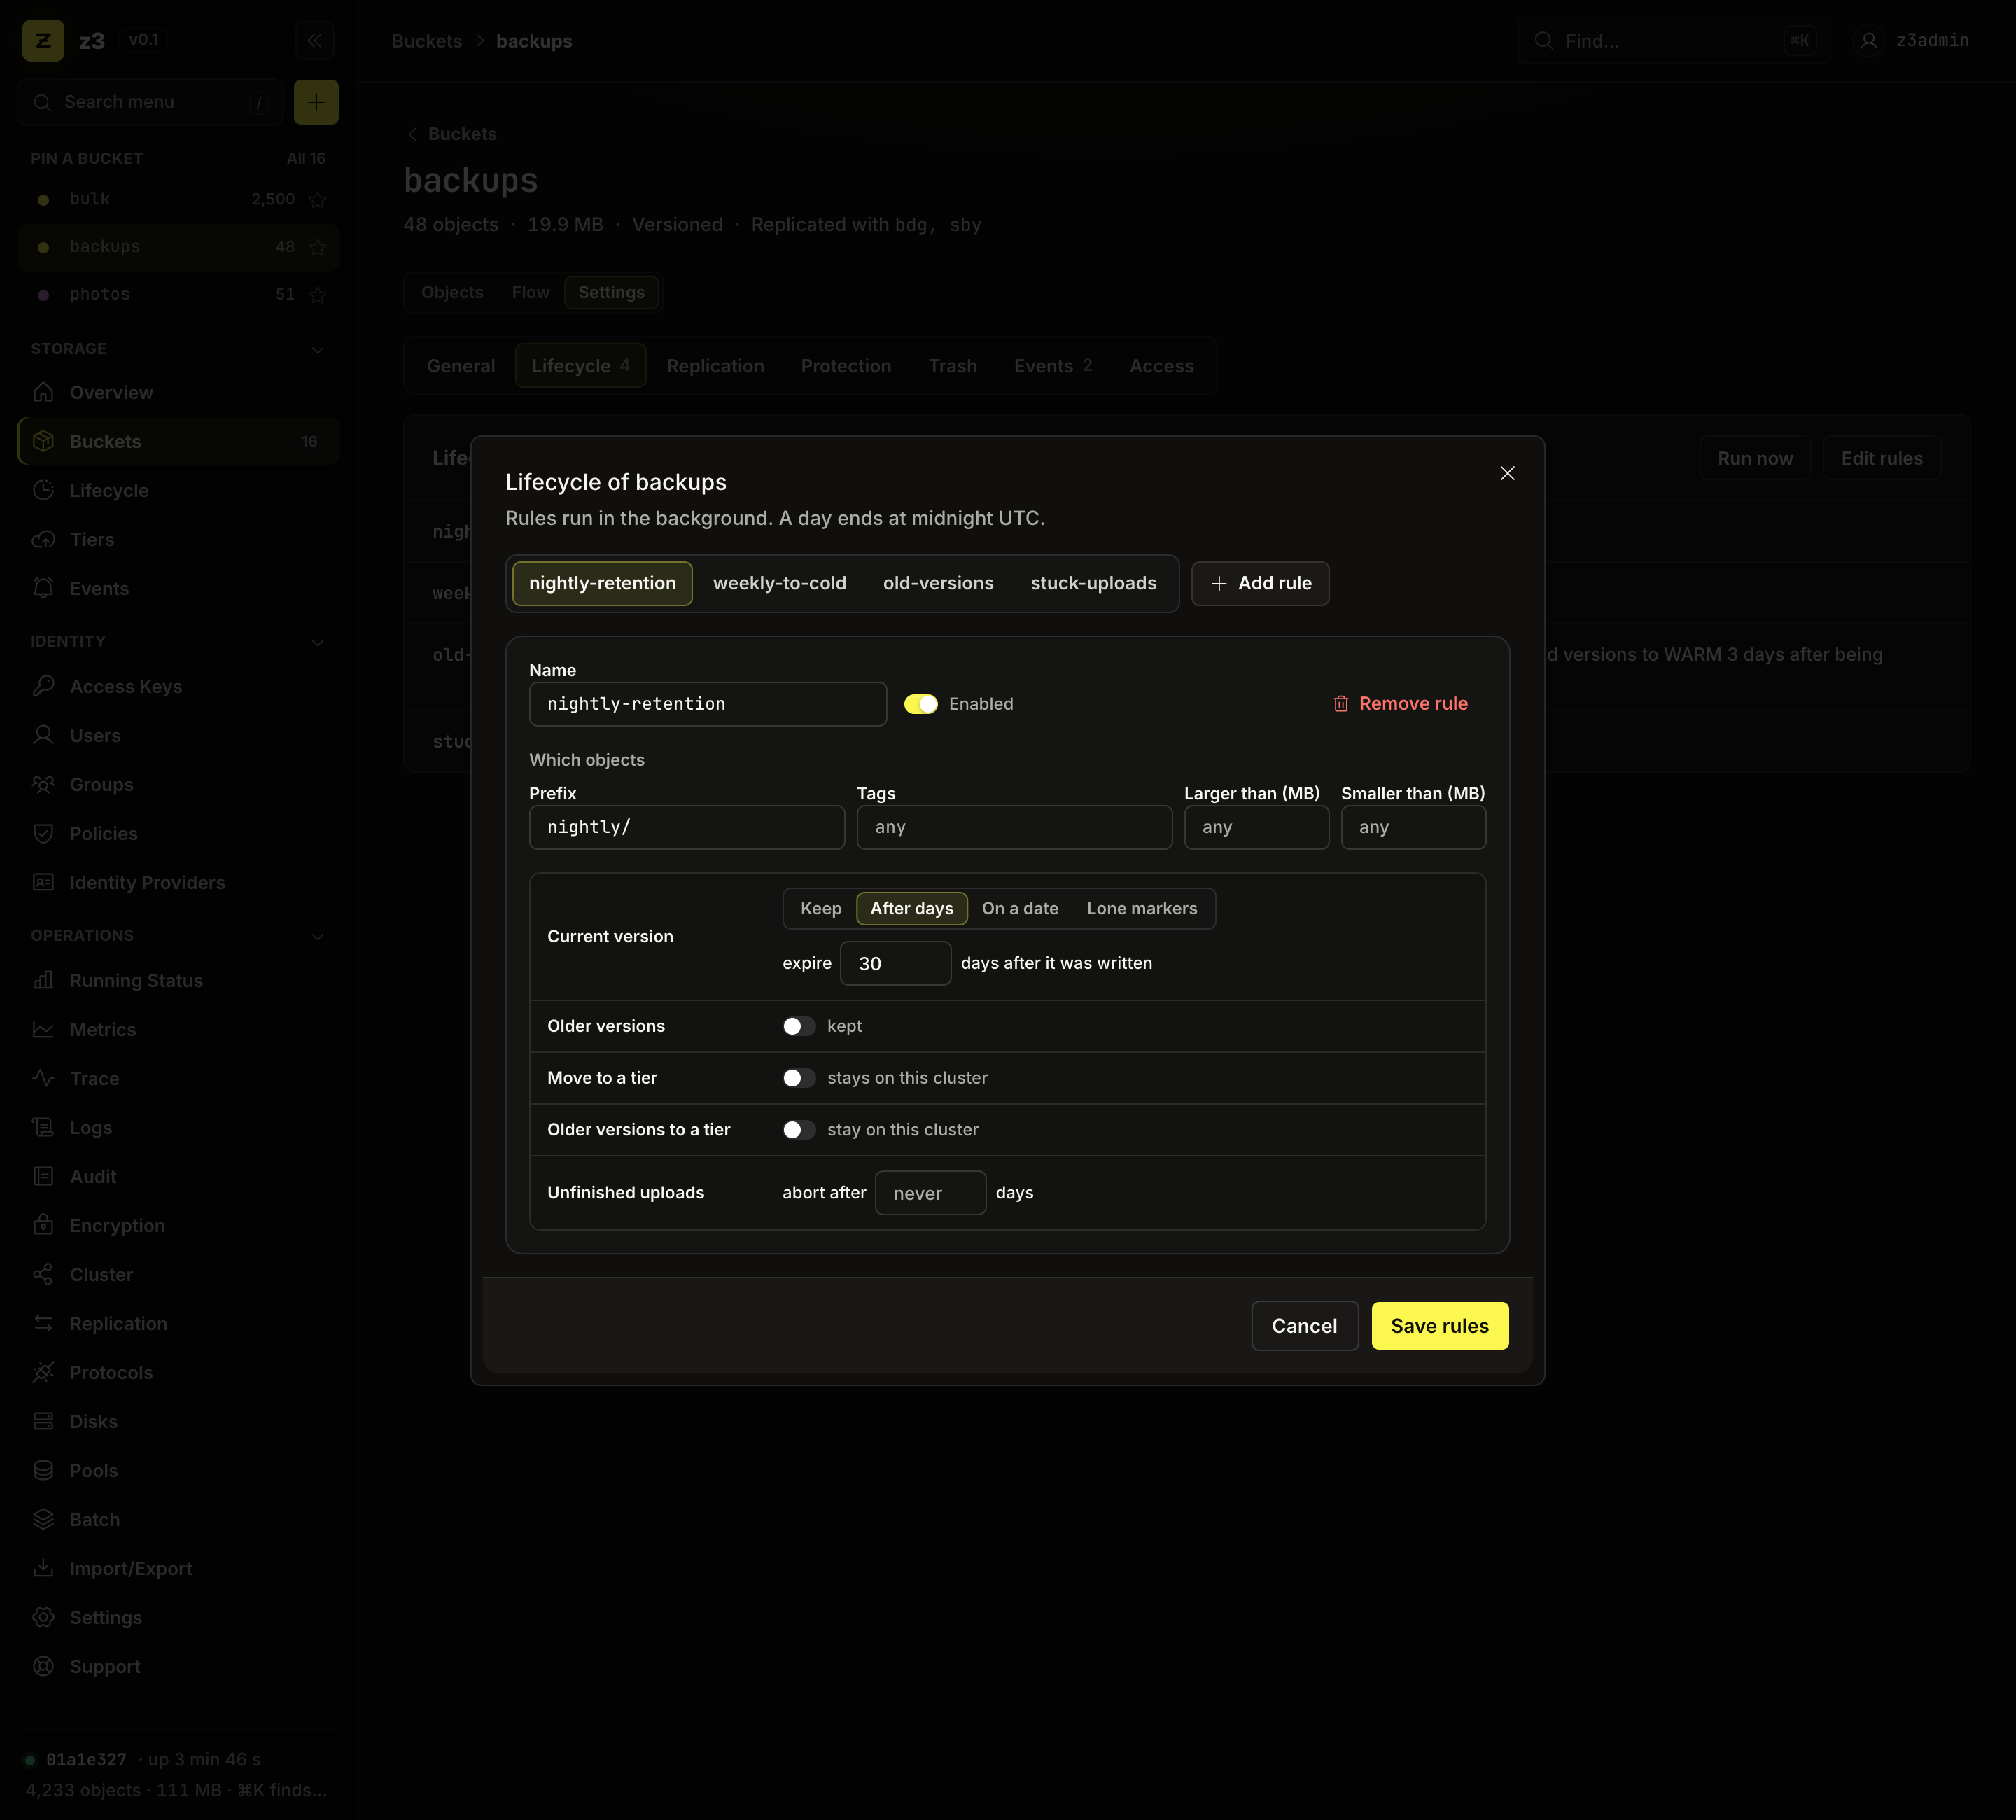 z3 v0.1
Buckets > backups
Find... ⌘K
z3admin
Search menu /
PIN A BUCKET All 16
bulk 2,500
backups 48
photos 51
STORAGE
Overview
Buckets 16
Lifecycle
Tiers
Events
IDENTITY
Access Keys
Users
Groups
Policies
Identity Providers
OPERATIONS
Running Status
Metrics
Trace
Logs
Audit
Encryption
Cluster
Replication
Protocols
Disks
Pools
Batch
Import/Export
Settings
Support
01a1e327 · up 3 min 46 s
4,233 objects · 111 MB · ⌘K finds...
Buckets
backups
48 objects · 19.9 MB · Versioned · Replicated with bdg, sby
Objects Flow Settings
General Lifecycle 4 Replication Protection Trash Events 2 Access
Run now Edit rules
d versions to WARM 3 days after being
Lifecycle of backups
Rules run in the background. A day ends at midnight UTC.
nightly-retention weekly-to-cold old-versions stuck-uploads + Add rule
Name
nightly-retention Enabled Remove rule
Which objects
Prefix Tags Larger than (MB) Smaller than (MB)
nightly/ any any any
Keep After days On a date Lone markers
Current version
expire 30 days after it was written
Older versions kept
Move to a tier stays on this cluster
Older versions to a tier stay on this cluster
Unfinished uploads abort after never days
Cancel Save rules